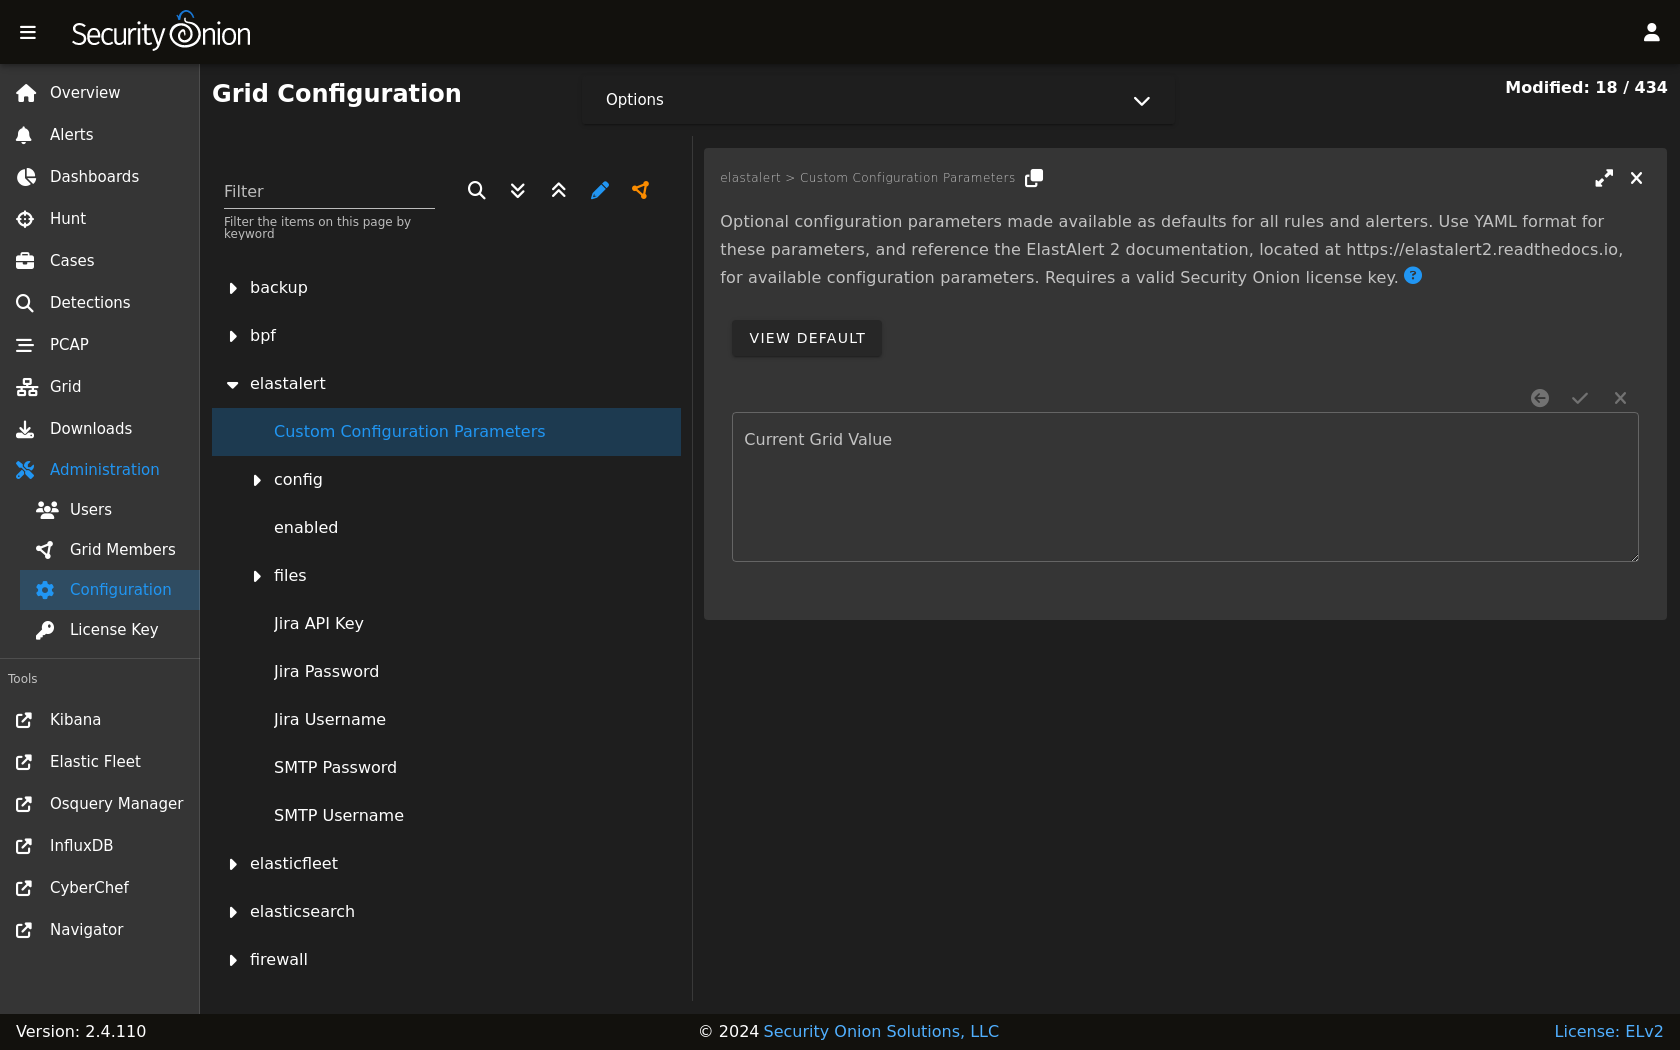 Security Onion
Overview
Alerts
Dashboards
Hunt
Cases
Detections
PCAP
Grid
Downloads
Administration
Users
Grid Members
Configuration
License Key
Tools
Kibana
Elastic Fleet
Osquery Manager
InfluxDB
CyberChef
Navigator
Grid Configuration
Options
Modified: 18 / 434
Filter
Filter the items on this page by
keyword
backup
bpf
elastalert
Custom Configuration Parameters
config
enabled
files
Jira API Key
Jira Password
Jira Username
SMTP Password
SMTP Username
elasticfleet
elasticsearch
firewall
elastalert > Custom Configuration Parameters
Optional configuration parameters made available as defaults for all rules and alerters. Use YAML format for
these parameters, and reference the ElastAlert 2 documentation, located at https://elastalert2.readthedocs.io,
for available configuration parameters. Requires a valid Security Onion license key. ?
VIEW DEFAULT
Current Grid Value
Version: 2.4.110
© 2024 Security Onion Solutions, LLC
License: ELv2